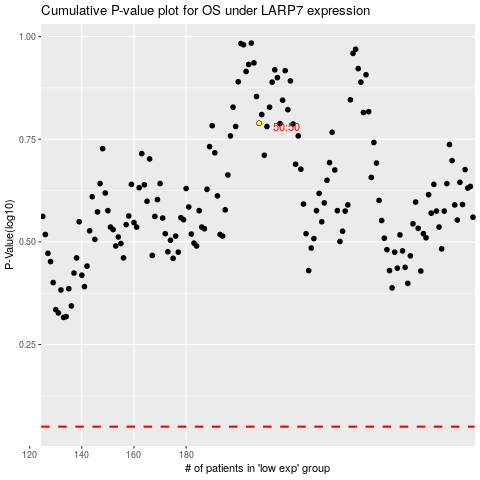 Cumulative P-value plot for OS under LARP7 expression
P-Value(log10)
1.00
0.75
0.50
0.25
50:50
120 140 160 180
# of patients in 'low exp' group